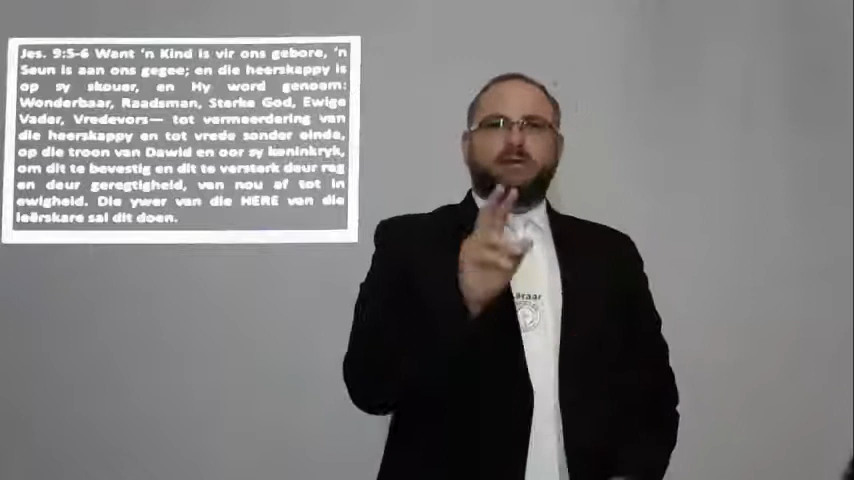 Jes. 9:5-6 Want 'n Kind is vir ons gebore, 'n
Seun is aan ons gegee; en die heerskappy is
op sy skouer, en Hy word genoem:
Wonderbaar, Raadsman, Sterke God, Ewige
Vader, Vredevors— tot vermeerdering van
die heerskappy en tot vrede sonder einde,
op die troon van Dawid en oor sy koninkryk,
om dit te bevestig en dit te versterk deur reg
en deur geregtigheid, van nou af tot in
ewigheid. Die ywer van die HERE van die
leërskare sal dit doen.